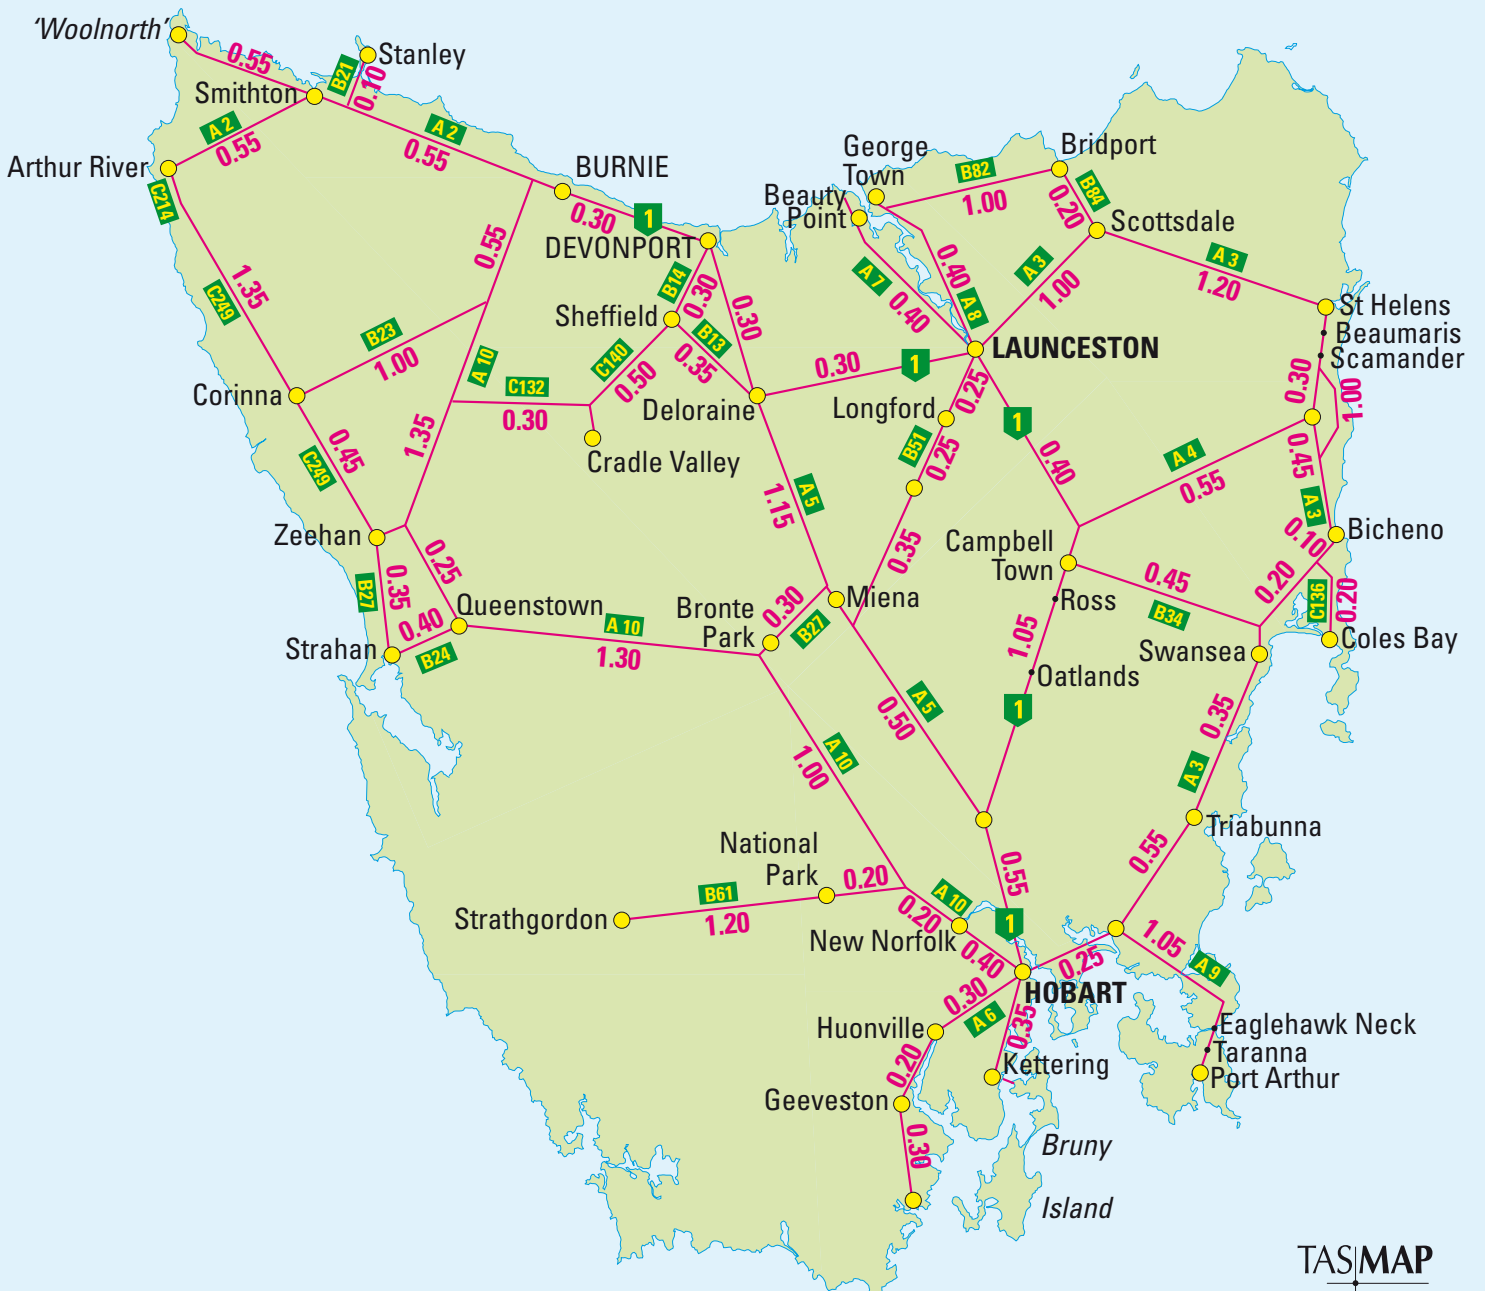 'Woolnorth'
0.55
B21
Stanley
0.10
Smithton
A 2
0.55
A 2
0.55
Arthur River
C214
BURNIE
0.30
1
DEVONPORT
George
Town
Beauty
Point
B82
1.00
Bridport
B84
0.20
Scottsdale
A 3
1.20
A 3
1.00
0.40
A 8
A 7
0.40
0.55
1.35
C249
B14
0.30
0.30
Sheffield
B13
0.35
C140
0.50
B23
1.00
A 10
C132
0.30
St Helens
Beaumaris
Scamander
0.30
1.00
LAUNCESTON
0.30
1
0.25
Longford
1
Corinna
Deloraine
Cradle Valley
1.35
0.45
C249
B51
0.25
0.40
A 4
0.55
0.45
A 3
1.15
A 5
Zeehan
0.25
0.35
B27
0.35
Campbell
Town
0.45
B34
Bicheno
0.10
0.20
C136
0.20
Queenstown
0.40
B24
Strahan
A 10
1.30
Bronte
Park
0.30
B27
Miena
Ross
1.05
Oatlands
1
Swansea
Coles Bay
A 5
0.50
0.35
A 3
A 10
1.00
Triabunna
0.55
National
Park
0.20
B61
1.20
Strathgordon
A 10
0.20
New Norfolk
0.40
0.55
1
1.05
A 9
0.25
HOBART
0.30
A 6
0.35
Huonville
0.20
Kettering
Geeveston
0.30
Eaglehawk Neck
Taranna
Port Arthur
Bruny
Island
TASMAP